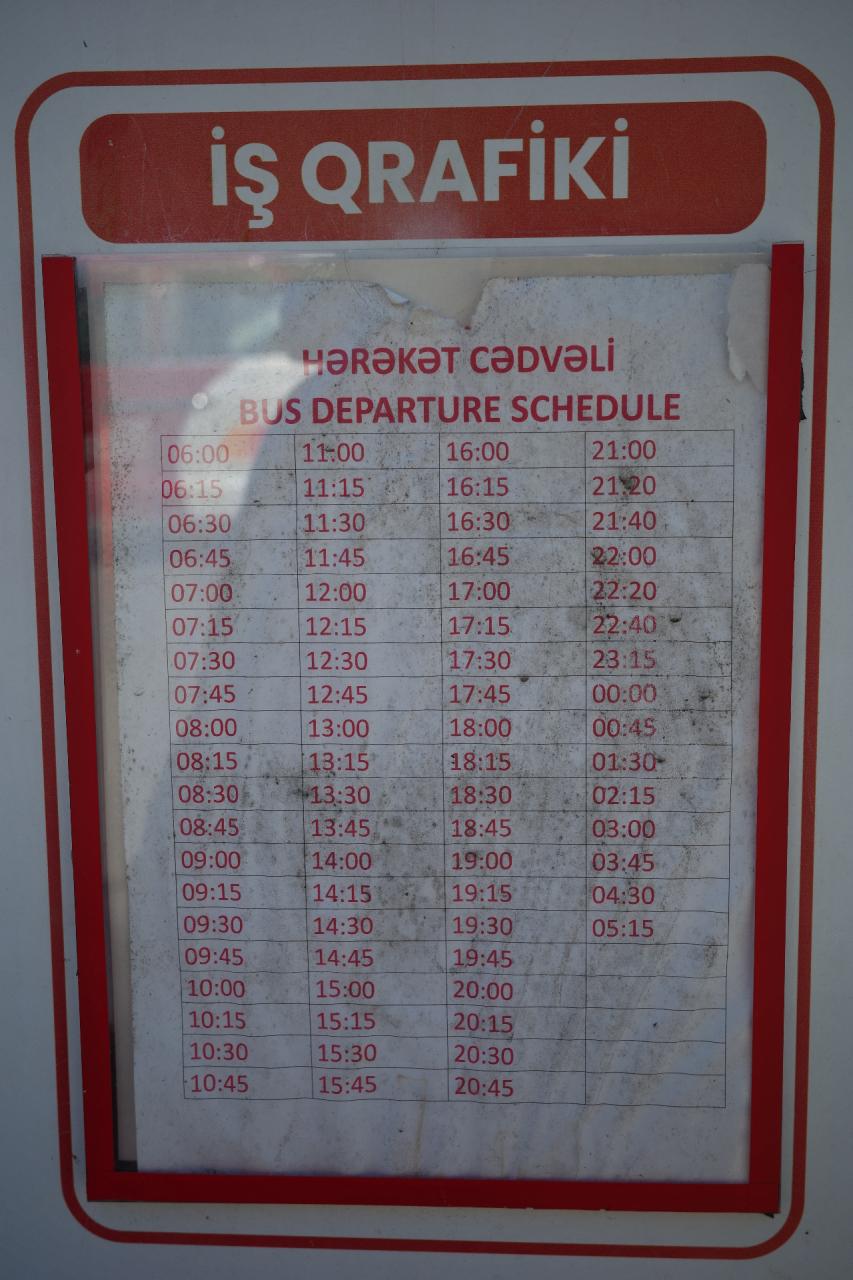 İŞ QRAFİKİ
HƏRƏKƏT CƏDVƏLİ
BUS DEPARTURE SCHEDULE
06:00 11:00 16:00 21:00
06:15 11:15 16:15 21:20
06:30 11:30 16:30 21:40
06:45 11:45 16:45 22:00
07:00 12:00 17:00 22:20
07:15 12:15 17:15 22:40
07:30 12:30 17:30 23:15
07:45 12:45 17:45 00:00
08:00 13:00 18:00 00:45
08:15 13:15 18:15 01:30
08:30 13:30 18:30 02:15
08:45 13:45 18:45 03:00
09:00 14:00 19:00 03:45
09:15 14:15 19:15 04:30
09:30 14:30 19:30 05:15
09:45 14:45 19:45
10:00 15:00 20:00
10:15 15:15 20:15
10:30 15:30 20:30
10:45 15:45 20:45